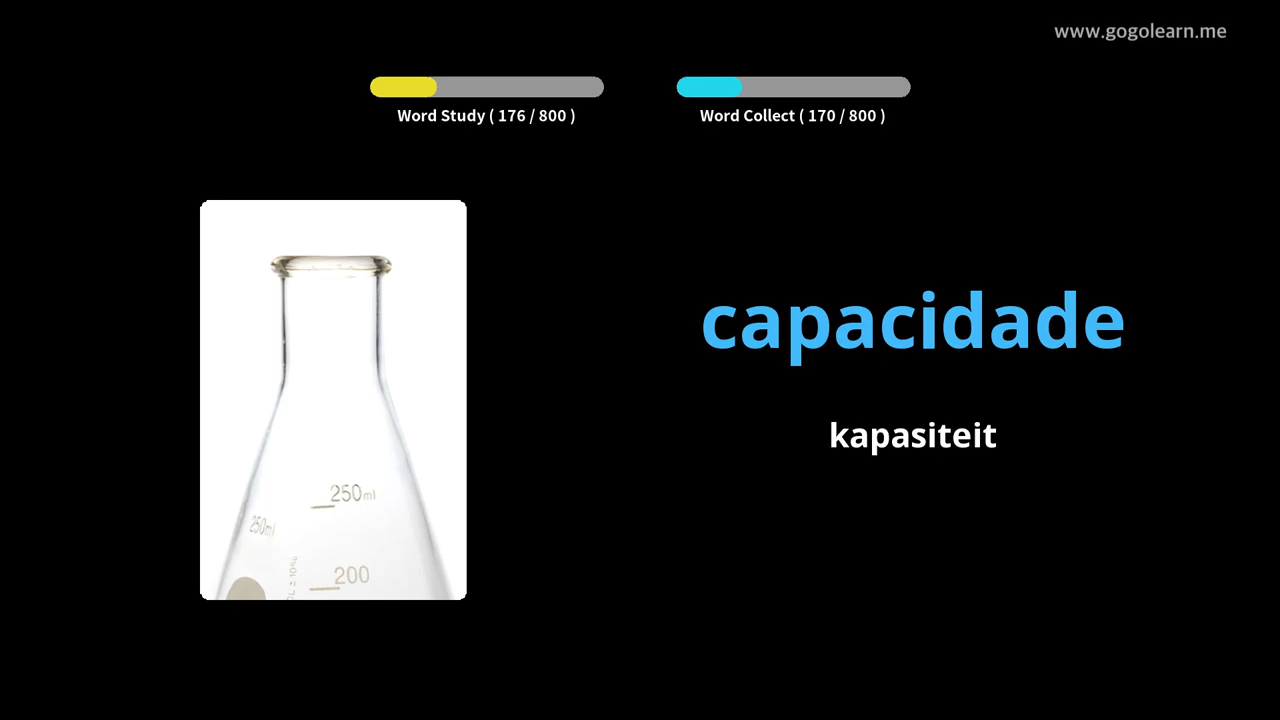 www.gogolearn.me
Word Study ( 176 / 800 )
Word Collect ( 170 / 800 )
capacidade
kapasiteit
250ml
250ml
200